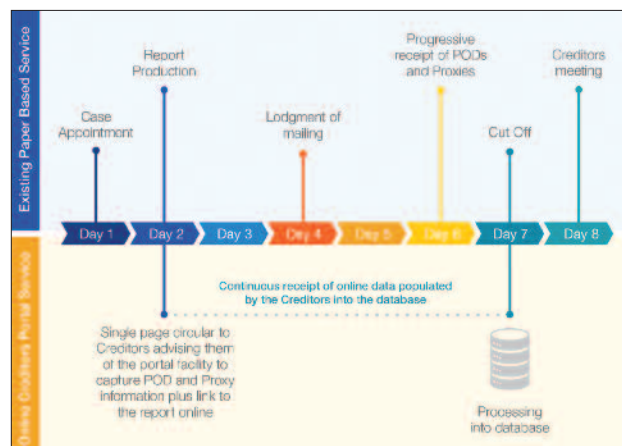 Existing Paper Based Service
Report
Production
Progressive
receipt of PODs
and Proxies
Creditors
meeting
Case
Appointment
Lodgment of
mailing
Cut Off
Day 1
Day 2
Day 3
Day 4
Day 5
Day 6
Day 7
Day 8
Online Creditors Portal Service
Continuous receipt of online data populated
by the Creditors into the database
Single page circular to
Creditors advising them
of the portal facility to
capture POD and Proxy
information plus link to
the report online
Processing
into database